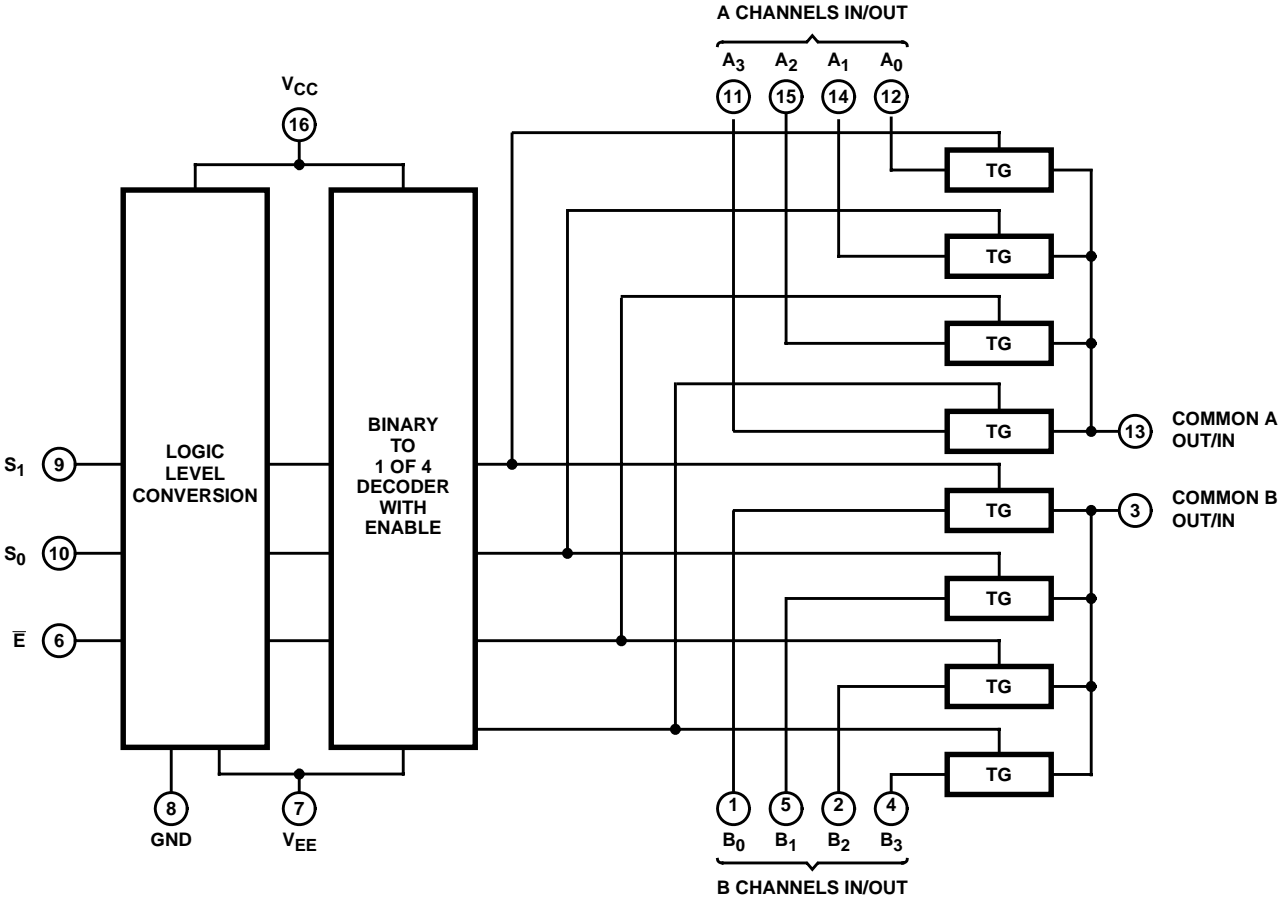 A CHANNELS IN/OUT
A3 A2 A1 A0
11 15 14 12
VCC
16
TG
TG
TG
TG
13 COMMON A
OUT/IN
S1 9
S0 10
E̅ 6
LOGIC
LEVEL
CONVERSION
BINARY
TO
1 OF 4
DECODER
WITH
ENABLE
TG
3 COMMON B
OUT/IN
TG
TG
TG
8
GND
7
VEE
1 5 2 4
B0 B1 B2 B3
B CHANNELS IN/OUT